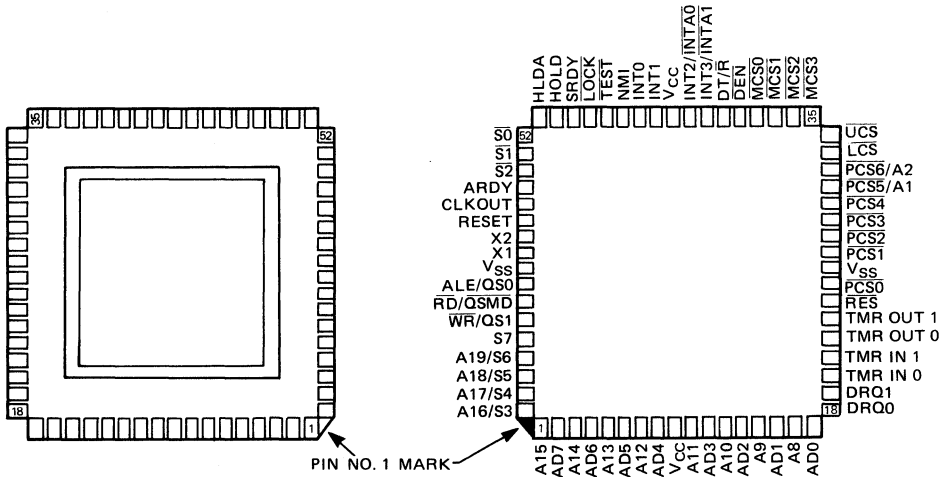 35
52
18
1
HLDA
HOLD
SRDY
LOCK
TEST
NMI
INT0
INT1
VCC
INT2/INTA0
INT3/INTA1
DT/R
DEN
MCS0
MCS1
MCS2
MCS3
52
35
S0
S1
S2
ARDY
CLKOUT
RESET
X2
X1
VSS
ALE/QS0
RD/QSMD
WR/QS1
S7
A19/S6
A18/S5
A17/S4
A16/S3
UCS
LCS
PCS6/A2
PCS5/A1
PCS4
PCS3
PCS2
PCS1
VSS
PCS0
RES
TMR OUT 1
TMR OUT 0
TMR IN 1
TMR IN 0
DRQ1
DRQ0
1
18
A15
AD7
A14
AD6
A13
AD5
A12
AD4
VCC
A11
AD3
A10
AD2
A9
AD1
A8
AD0
PIN NO. 1 MARK